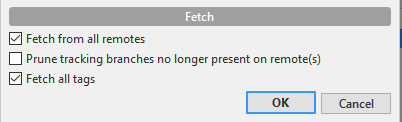 Fetch
Fetch from all remotes
Prune tracking branches no longer present on remote(s)
Fetch all tags
OK
Cancel